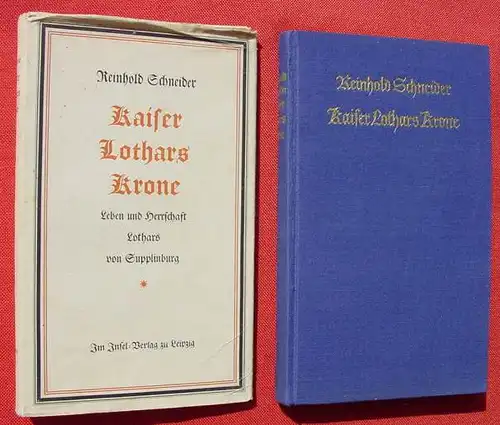 Reinhold Schneider
Kaiser
Lothars
Krone
Leben und Herrschaft
Lothars
von Supplinburg
Im Insel-Verlag zu Leipzig
Reinhold Schneider
Kaiser Lothars Krone